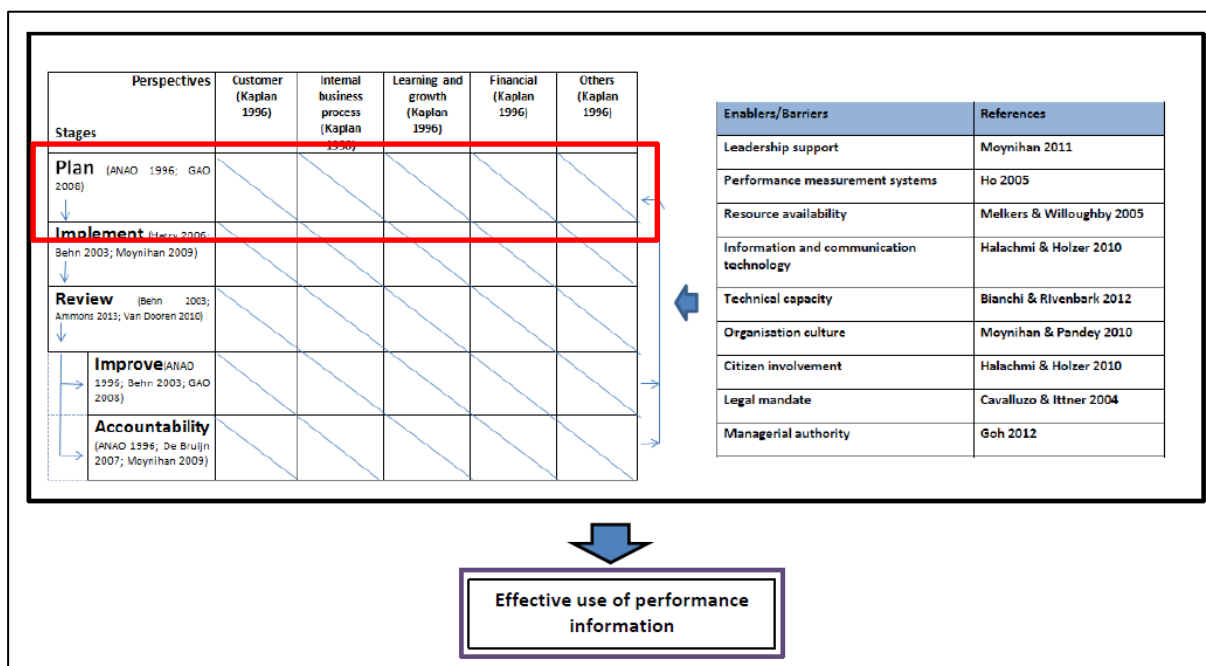 Perspectives
Stages
Customer
(Kaplan
1996)
Internal
business
process
(Kaplan
1996)
Learning and
growth
(Kaplan
1996)
Financial
(Kaplan
1996)
Others
(Kaplan
1996)
Plan (ANAO 1996; GAO
2008)
Implement (Hatry 2006;
Behn 2003; Moynihan 2009)
Review (Behn 2003;
Ammons 2013; Van Dooren 2010)
Improve(ANAO
1996; Behn 2003; GAO
2008)
Accountability
(ANAO 1996; De Bruijn
2007; Moynihan 2009)
Enablers/Barriers References
Leadership support Moynihan 2011
Performance measurement systems Ho 2005
Resource availability Melkers & Willoughby 2005
Information and communication Halachmi & Holzer 2010
technology
Technical capacity Bianchi & Rivenbark 2012
Organisation culture Moynihan & Pandey 2010
Citizen involvement Halachmi & Holzer 2010
Legal mandate Cavalluzo & Ittner 2004
Managerial authority Goh 2012
Effective use of performance
information